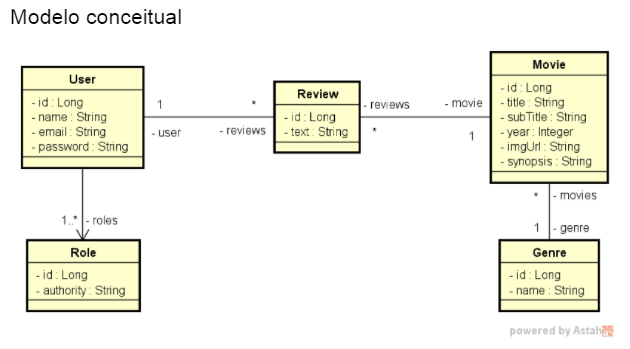 Modelo conceitual
User
- id : Long
- name : String
- email : String
- password : String
1
- user
*
- reviews
Review
- id : Long
- text : String
- reviews
*
- movie
1
Movie
- id : Long
- title : String
- subTitle : String
- year : Integer
- imgUrl : String
- synopsis : String
1..* - roles
Role
- id : Long
- authority : String
* - movies
1 - genre
Genre
- id : Long
- name : String
powered by Astah